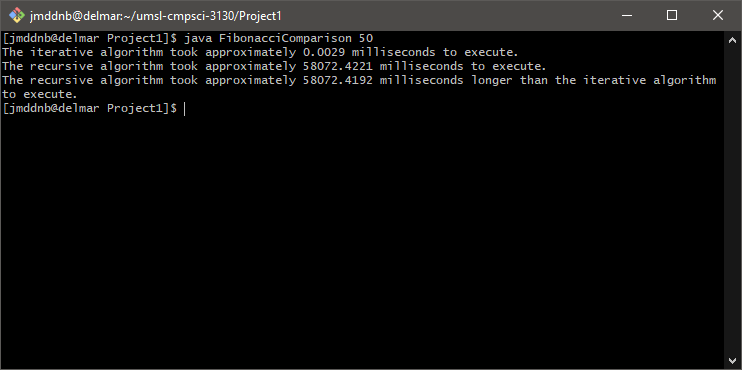 jmddnb@delmar:~/umsl-cmpsci-3130/Project1
[jmddnb@delmar Project1]$ java FibonacciComparison 50
The iterative algorithm took approximately 0.0029 milliseconds to execute.
The recursive algorithm took approximately 58072.4221 milliseconds to execute.
The recursive algorithm took approximately 58072.4192 milliseconds longer than the iterative algorithm
to execute.
[jmddnb@delmar Project1]$